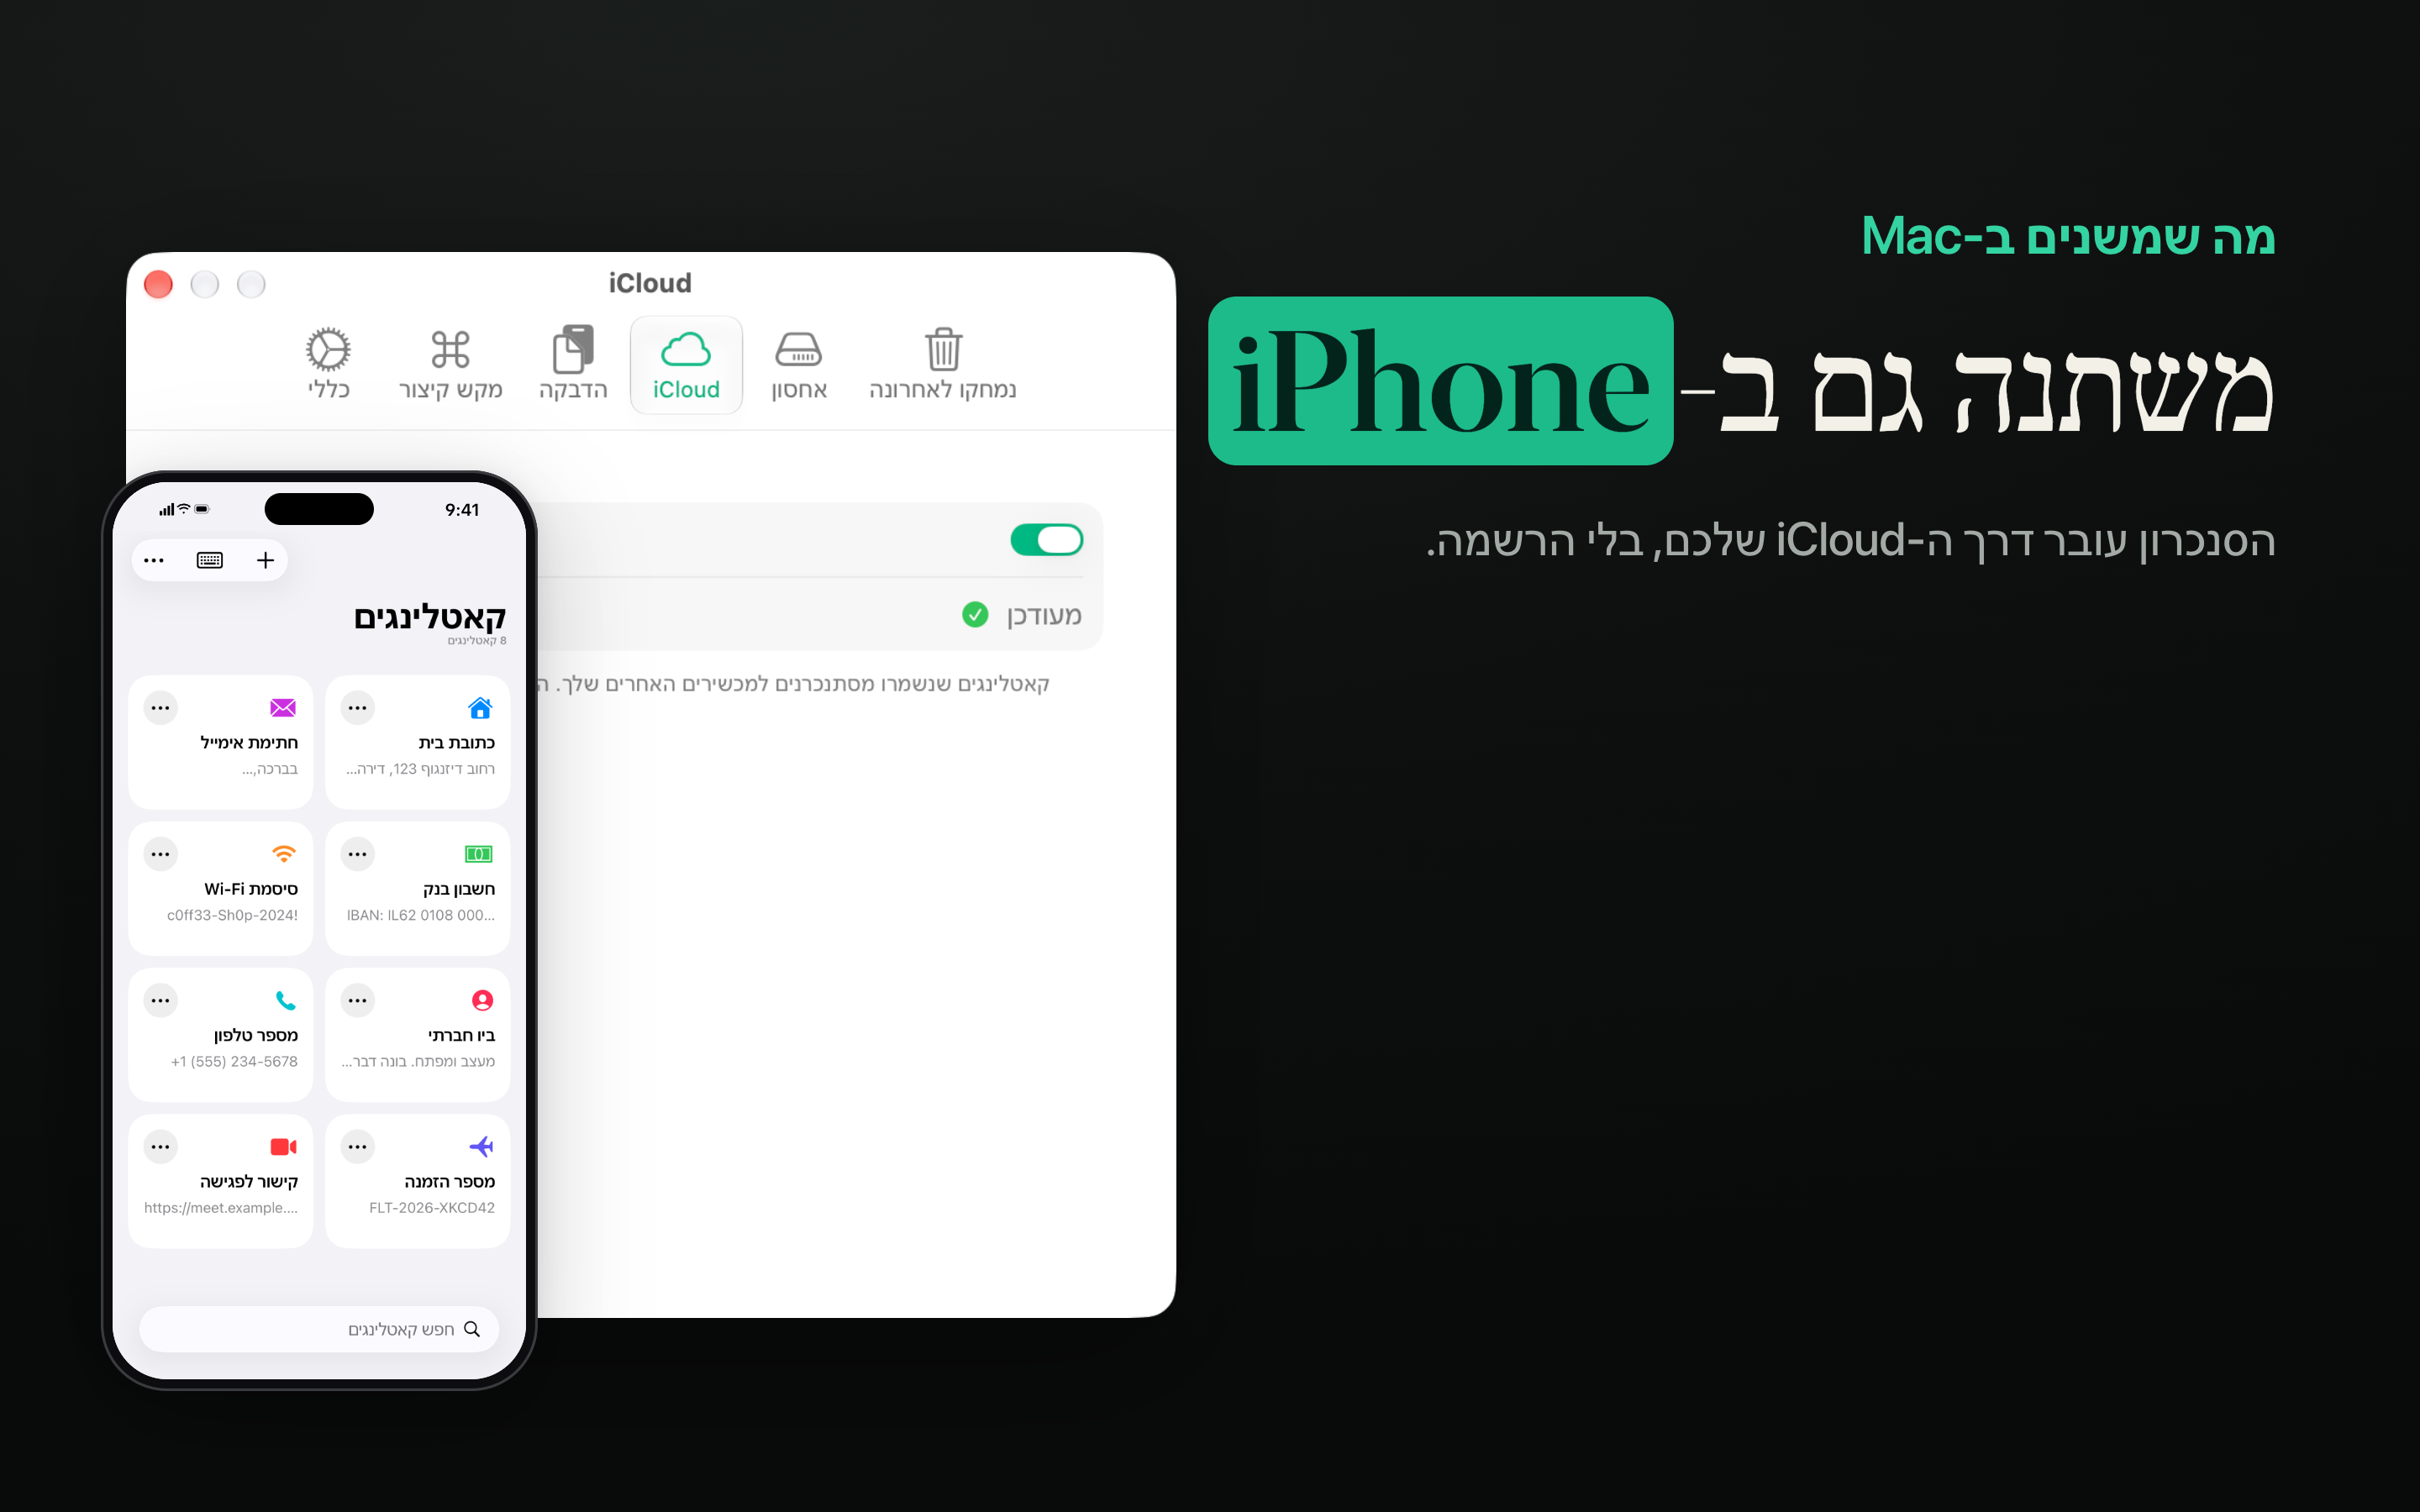 מה שמשנים ב-Mac
משתנה גם ב-iPhone
הסנכרון עובר דרך ה-iCloud שלכם, בלי הרשמה.
iCloud
כללי
מקש קיצור
הדבקה
iCloud
אחסון
נמחקו לאחרונה
מעודכן
קאטלינגים שנשמרו מסתנכרנים למכשירים האחרים שלך. ה
9:41
קאטלינגים
8 קאטלינגים
כתובת בית
רחוב דיזנגוף 123, דירה...
חתימת אימייל
בברכה,...
חשבון בנק
IBAN: IL62 0108 000...
סיסמת Wi-Fi
c0ff33-Sh0p-2024!
ביו חברתי
מעצב ומפתח. בונה דבר...
מספר טלפון
+1 (555) 234-5678
מספר הזמנה
FLT-2026-XKCD42
קישור לפגישה
https://meet.example....
חפש קאטלינגים